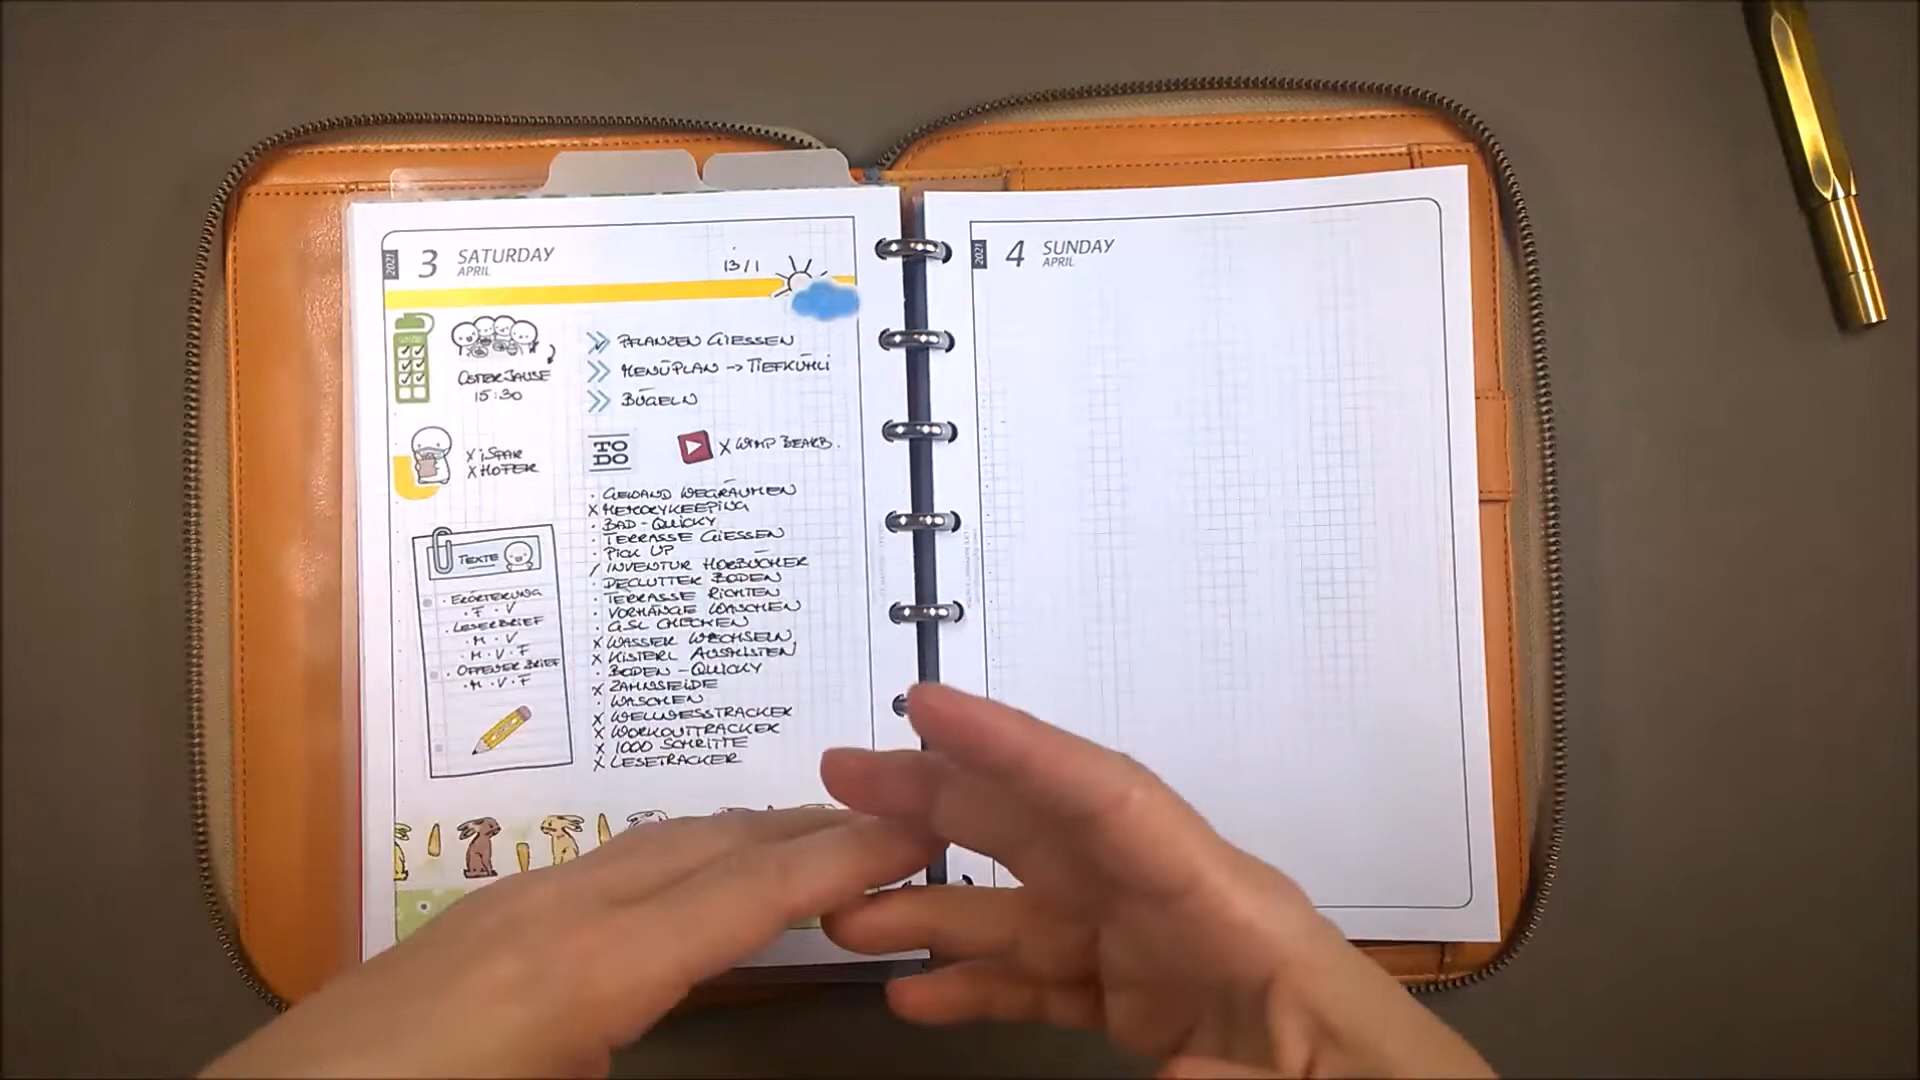 2021
3 SATURDAY
APRIL
13/1
OSTERJAUSE
15:30
PFLANZEN GIESSEN
MENÜPLAN -> TIEFKÜHLI
BÜGELN
X iSPAR
X HOFER
TO
DO
X WIMP BEARB.
TEXTE
· ERÖRTERUNG
· F · V
· LESERBRIEF
· M · V
· M · V · F
· OFFENER BRIEF
· M · V · F
· GEWAND WEGRÄUMEN
X MEMORYKEEPING
· BAD - QUICKY
· TERRASSE GIESSEN
· PICK UP
/ INVENTUR HÖRBÜCHER
· DECLUTTER BODEN
· TERRASSE RICHTEN
· VORHÄNGE WASCHEN
· GSL CHECKEN
X WASSER WECHSELN
X KISTERL AUSMISTEN
· BODEN - QUICKY
X ZAHNSEIDE
· WASCHEN
X WELLNESSTRACKER
X WORKOUTTRACKER
X 1000 SCHRITTE
X LESETRACKER
2021
4 SUNDAY
APRIL